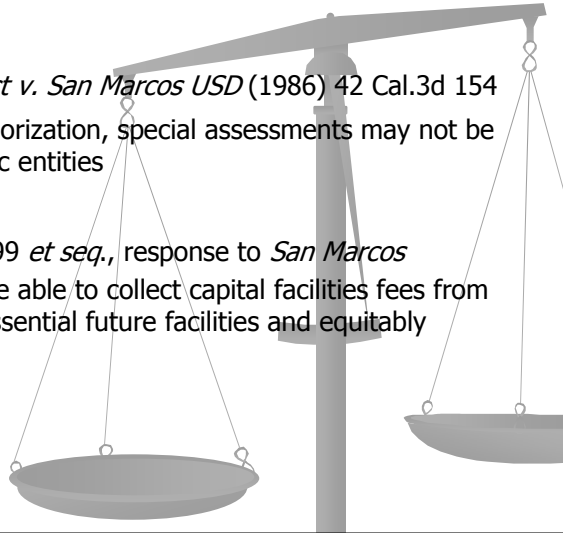 ct v. San Marcos USD (1986) 42 Cal.3d 154
orization, special assessments may not be
c entities
99 et seq., response to San Marcos
e able to collect capital facilities fees from
ssential future facilities and equitably